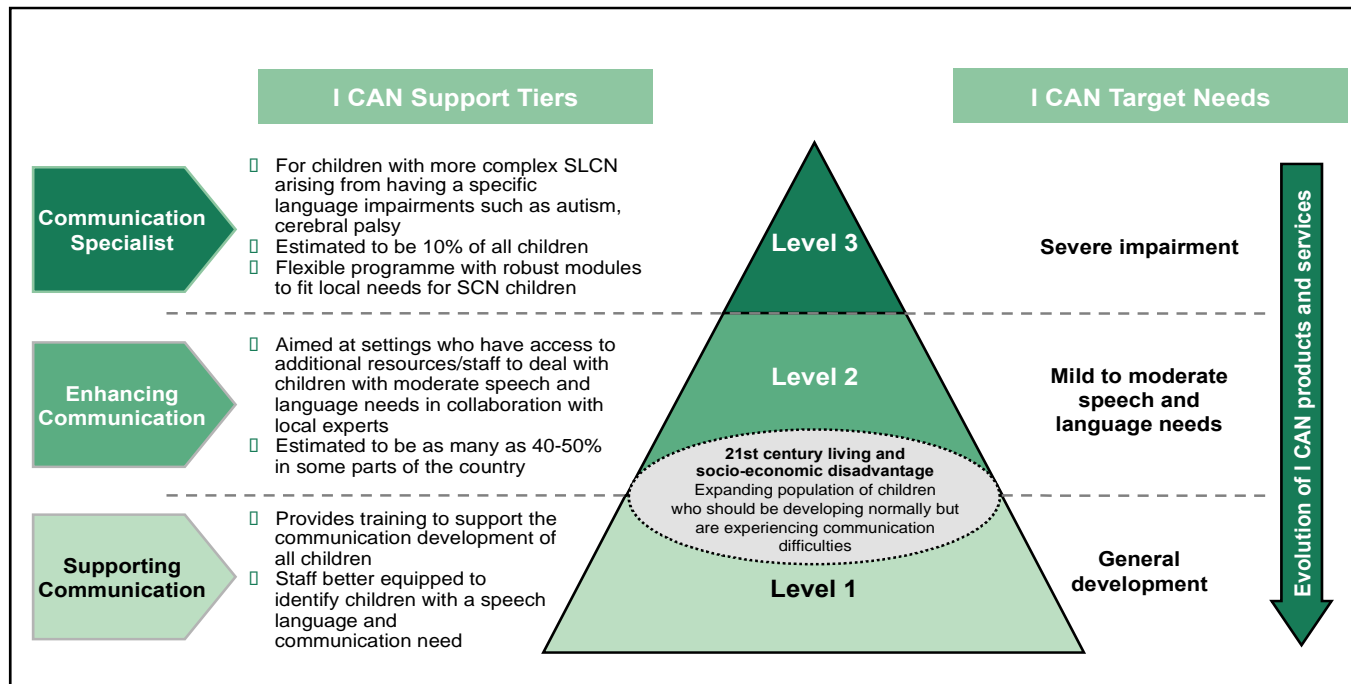 I CAN Support Tiers
I CAN Target Needs
Communication
Specialist
For children with more complex SLCN
arising from having a specific
language impairments such as autism,
cerebral palsy
Estimated to be 10% of all children
Flexible programme with robust modules
to fit local needs for SCN children
Level 3
Severe impairment
Enhancing
Communication
Aimed at settings who have access to
additional resources/staff to deal with
children with moderate speech and
language needs in collaboration with
local experts
Estimated to be as many as 40-50%
in some parts of the country
Level 2
Mild to moderate
speech and
language needs
21st century living and
socio-economic disadvantage
Expanding population of children
who should be developing normally but
are experiencing communication
difficulties
Supporting
Communication
Provides training to support the
communication development of
all children
Staff better equipped to
identify children with a speech
language and
communication need
Level 1
General
development
Evolution of I CAN products and services